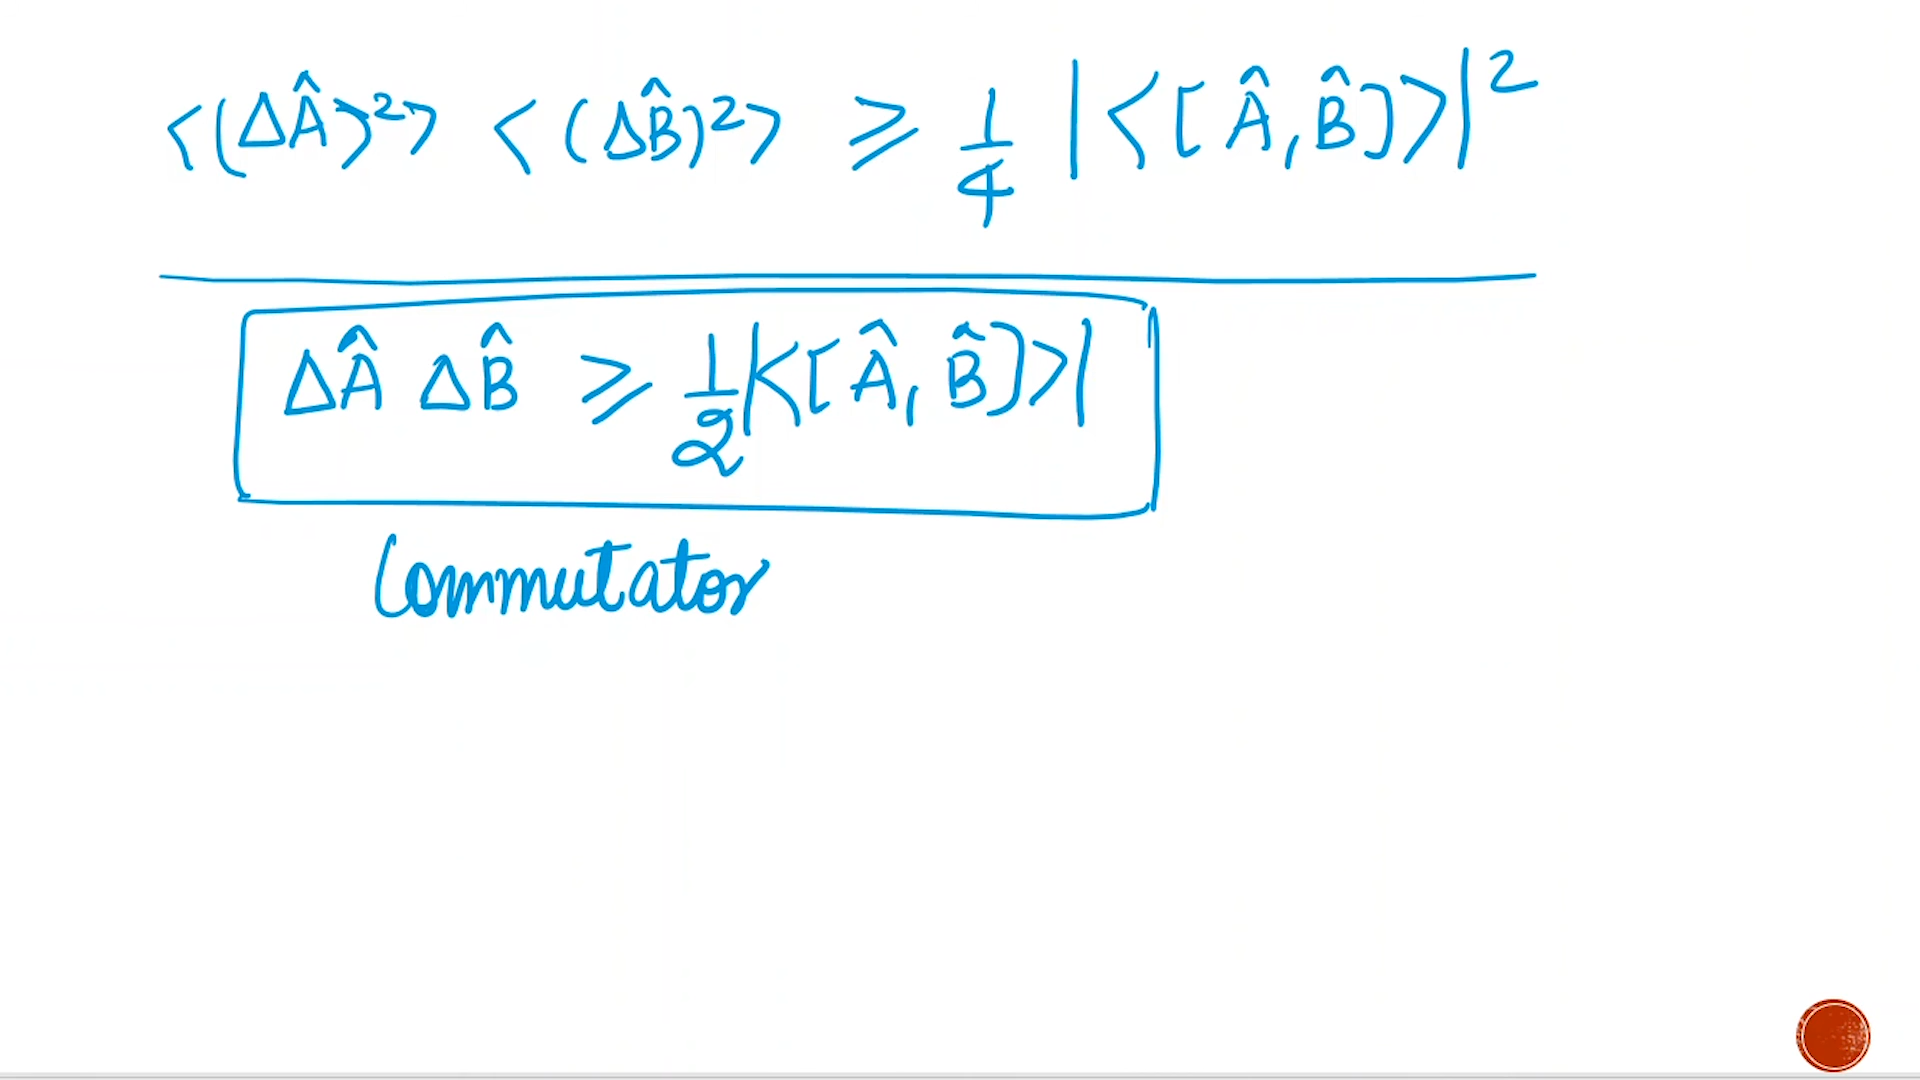 <(ΔÂ)²> <(ΔB̂)²> ≥ 1/4 |<[Â, B̂]>|²
ΔÂ ΔB̂ ≥ 1/2 |<[Â, B̂]>|
Commutator